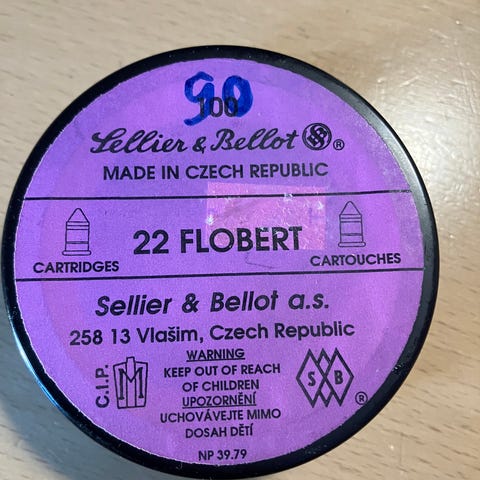 90
100
Sellier & Bellot ®
MADE IN CZECH REPUBLIC
22 FLOBERT
CARTRIDGES
CARTOUCHES
Sellier & Bellot a.s.
258 13 Vlašim, Czech Republic
WARNING
KEEP OUT OF REACH
OF CHILDREN
UPOZORNĚNÍ
UCHOVÁVEJTE MIMO
DOSAH DĚTÍ
C.I.P.
S B ®
NP 39.79